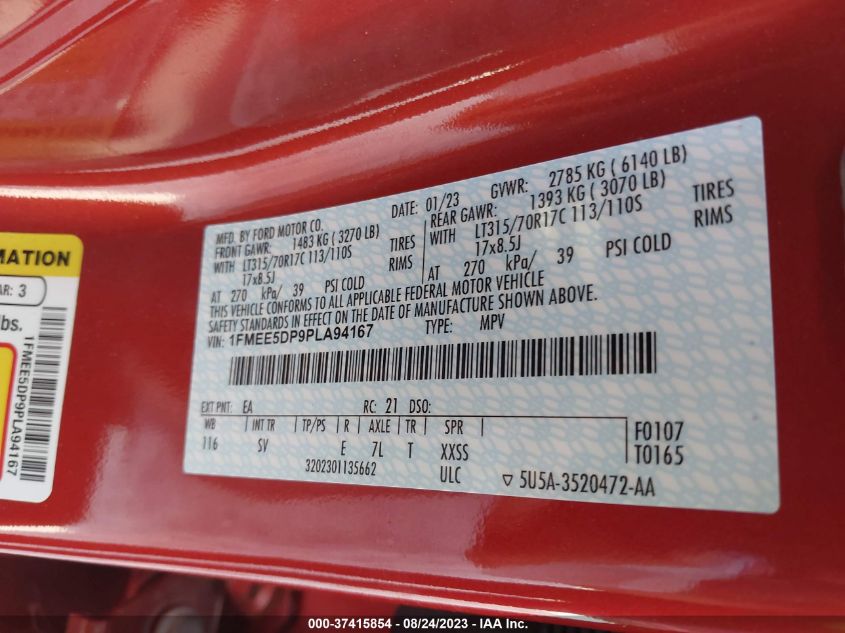 MATION
AR: 3
lbs.
1FMEE5DP9PLA94167
MFD. BY FORD MOTOR CO.
DATE: 01/23 GVWR: 2785 KG ( 6140 LB)
FRONT GAWR: 1483 KG ( 3270 LB)
WITH LT315/70R17C 113/110S TIRES
17x8.5J RIMS
AT 270 kPa/ 39 PSI COLD
REAR GAWR: 1393 KG ( 3070 LB)
WITH LT315/70R17C 113/110S TIRES
17x8.5J RIMS
AT 270 kPa/ 39 PSI COLD
THIS VEHICLE CONFORMS TO ALL APPLICABLE FEDERAL MOTOR VEHICLE
SAFETY STANDARDS IN EFFECT ON THE DATE OF MANUFACTURE SHOWN ABOVE.
VIN: 1FMEE5DP9PLA94167 TYPE: MPV
EXT PNT: EA RC: 21 DSO:
WB INT TR TP/PS R AXLE TR SPR
116 SV E 7L T XXSS
F0107
T0165
3202301135662 ULC
▽ 5U5A-3520472-AA
000-37415854 - 08/24/2023 - IAA Inc.